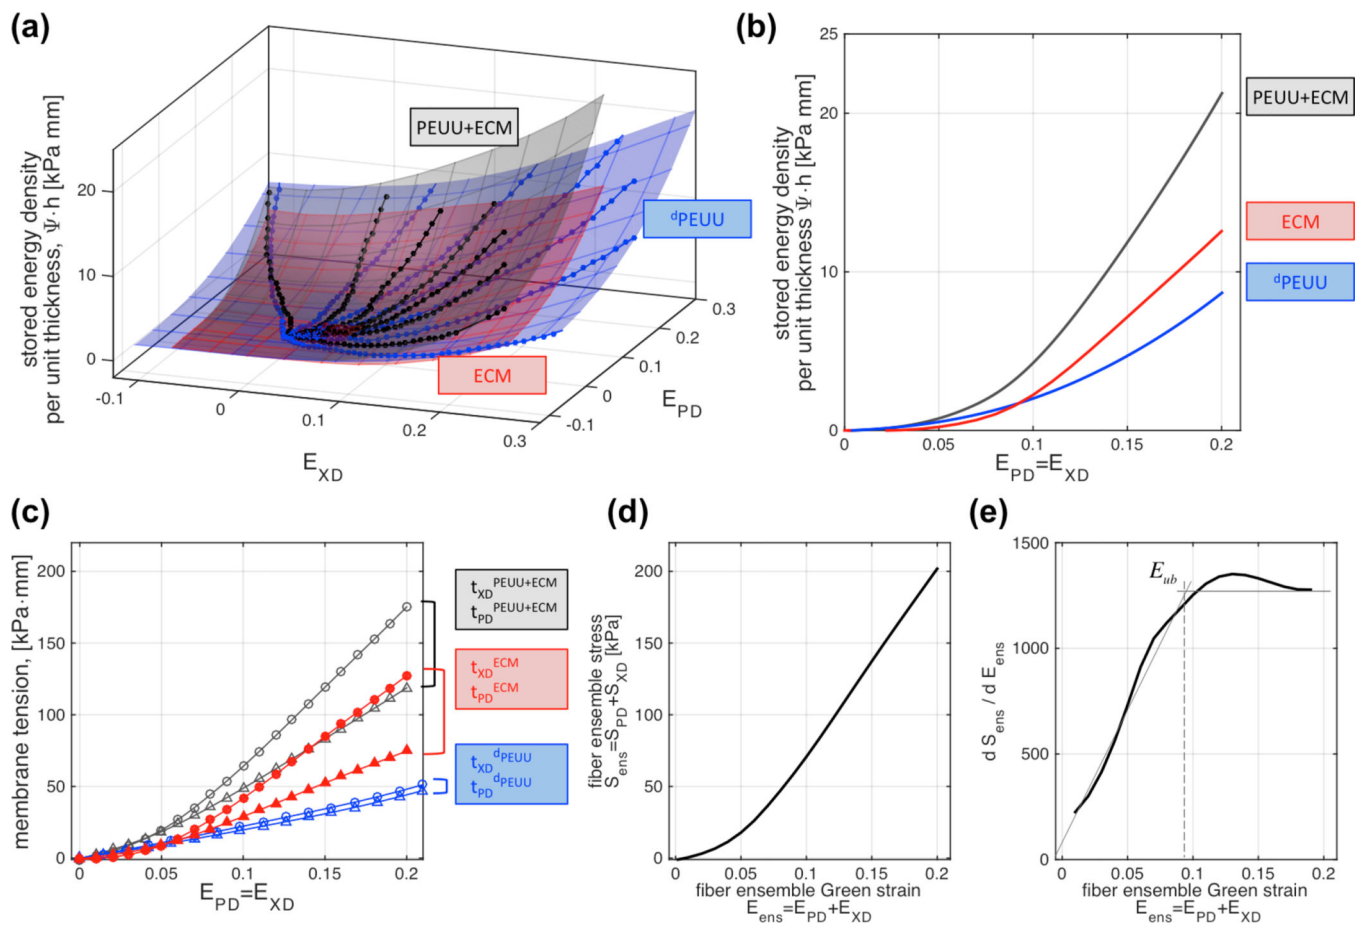 (a)
stored energy density
per unit thickness, Ψ·h [kPa mm]
20
10
0
-0.1
0
0.1
0.2
0.3
E_XD
-0.1
0
0.1
0.2
0.3
E_PD
PEUU+ECM
dPEUU
ECM
(b)
stored energy density
per unit thickness Ψ·h [kPa mm]
25
20
10
0
0
0.05
0.1
0.15
0.2
E_PD=E_XD
PEUU+ECM
ECM
dPEUU
(c)
membrane tension, [kPa·mm]
200
150
100
50
0
0
0.05
0.1
0.15
0.2
E_PD=E_XD
t_XD^PEUU+ECM
t_PD^PEUU+ECM
t_XD^ECM
t_PD^ECM
t_XD^dPEUU
t_PD^dPEUU
(d)
fiber ensemble stress
S_ens=S_PD+S_XD [kPa]
200
150
100
50
0
0
0.05
0.1
0.15
0.2
fiber ensemble Green strain
E_ens=E_PD+E_XD
(e)
d S_ens / d E_ens
1500
1000
500
0
E_ub
0
0.05
0.1
0.15
0.2
fiber ensemble Green strain
E_ens=E_PD+E_XD